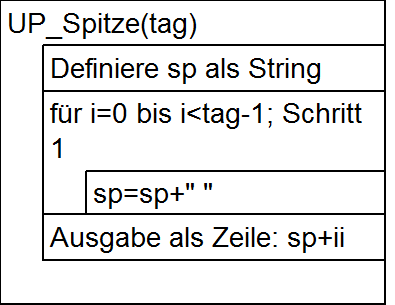 UP_Spitze(tag)
Definiere sp als String
für i=0 bis i<tag-1; Schritt
1
sp=sp+" "
Ausgabe als Zeile: sp+ii